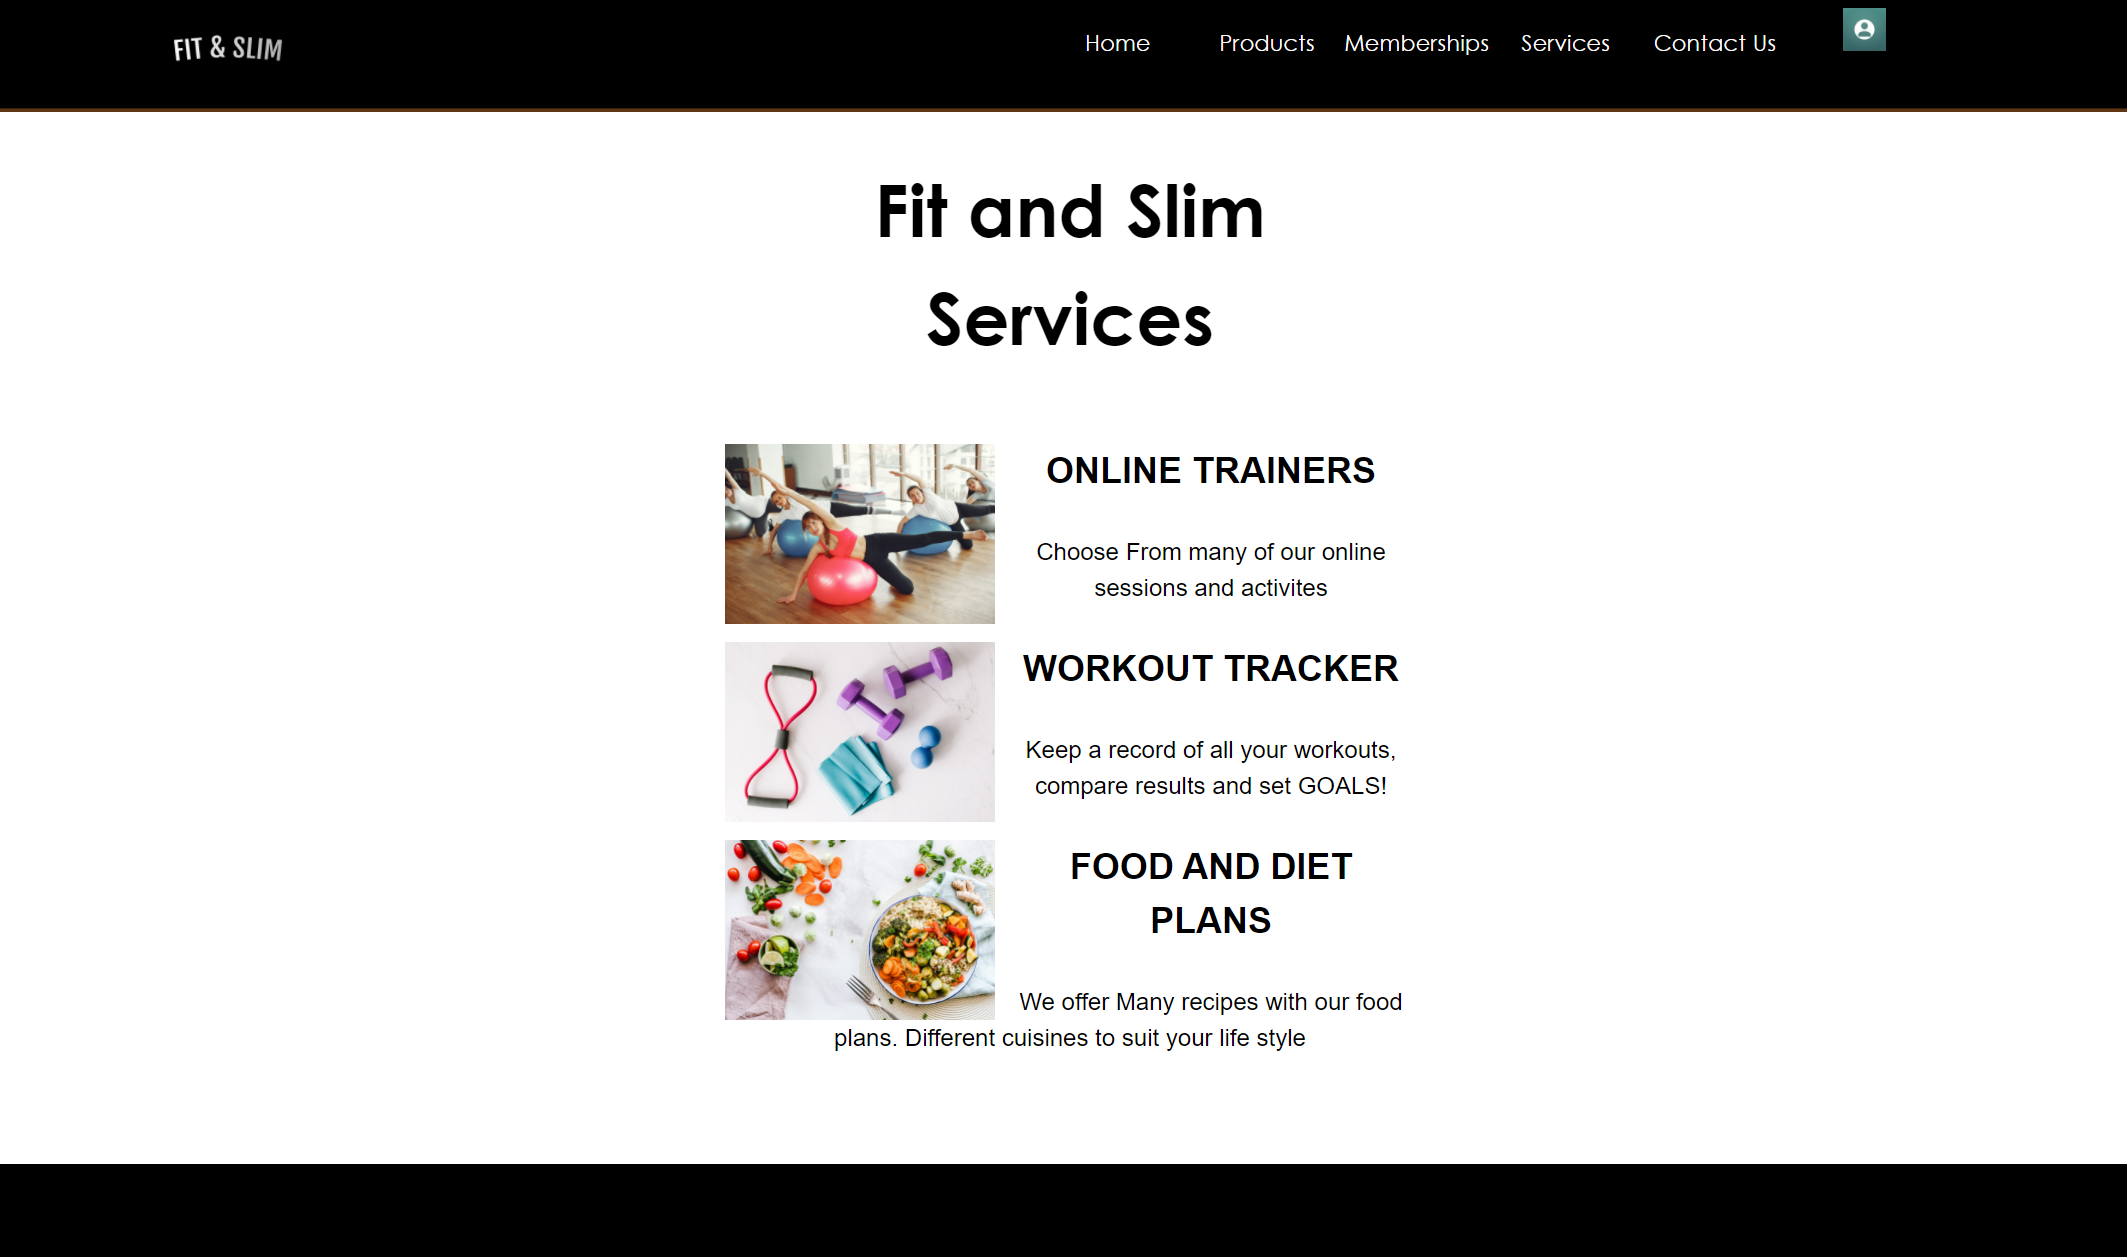 FIT & SLIM
Home Products Memberships Services Contact Us
Fit and Slim
Services
ONLINE TRAINERS
Choose From many of our online
sessions and activites
WORKOUT TRACKER
Keep a record of all your workouts,
compare results and set GOALS!
FOOD AND DIET
PLANS
We offer Many recipes with our food
plans. Different cuisines to suit your life style